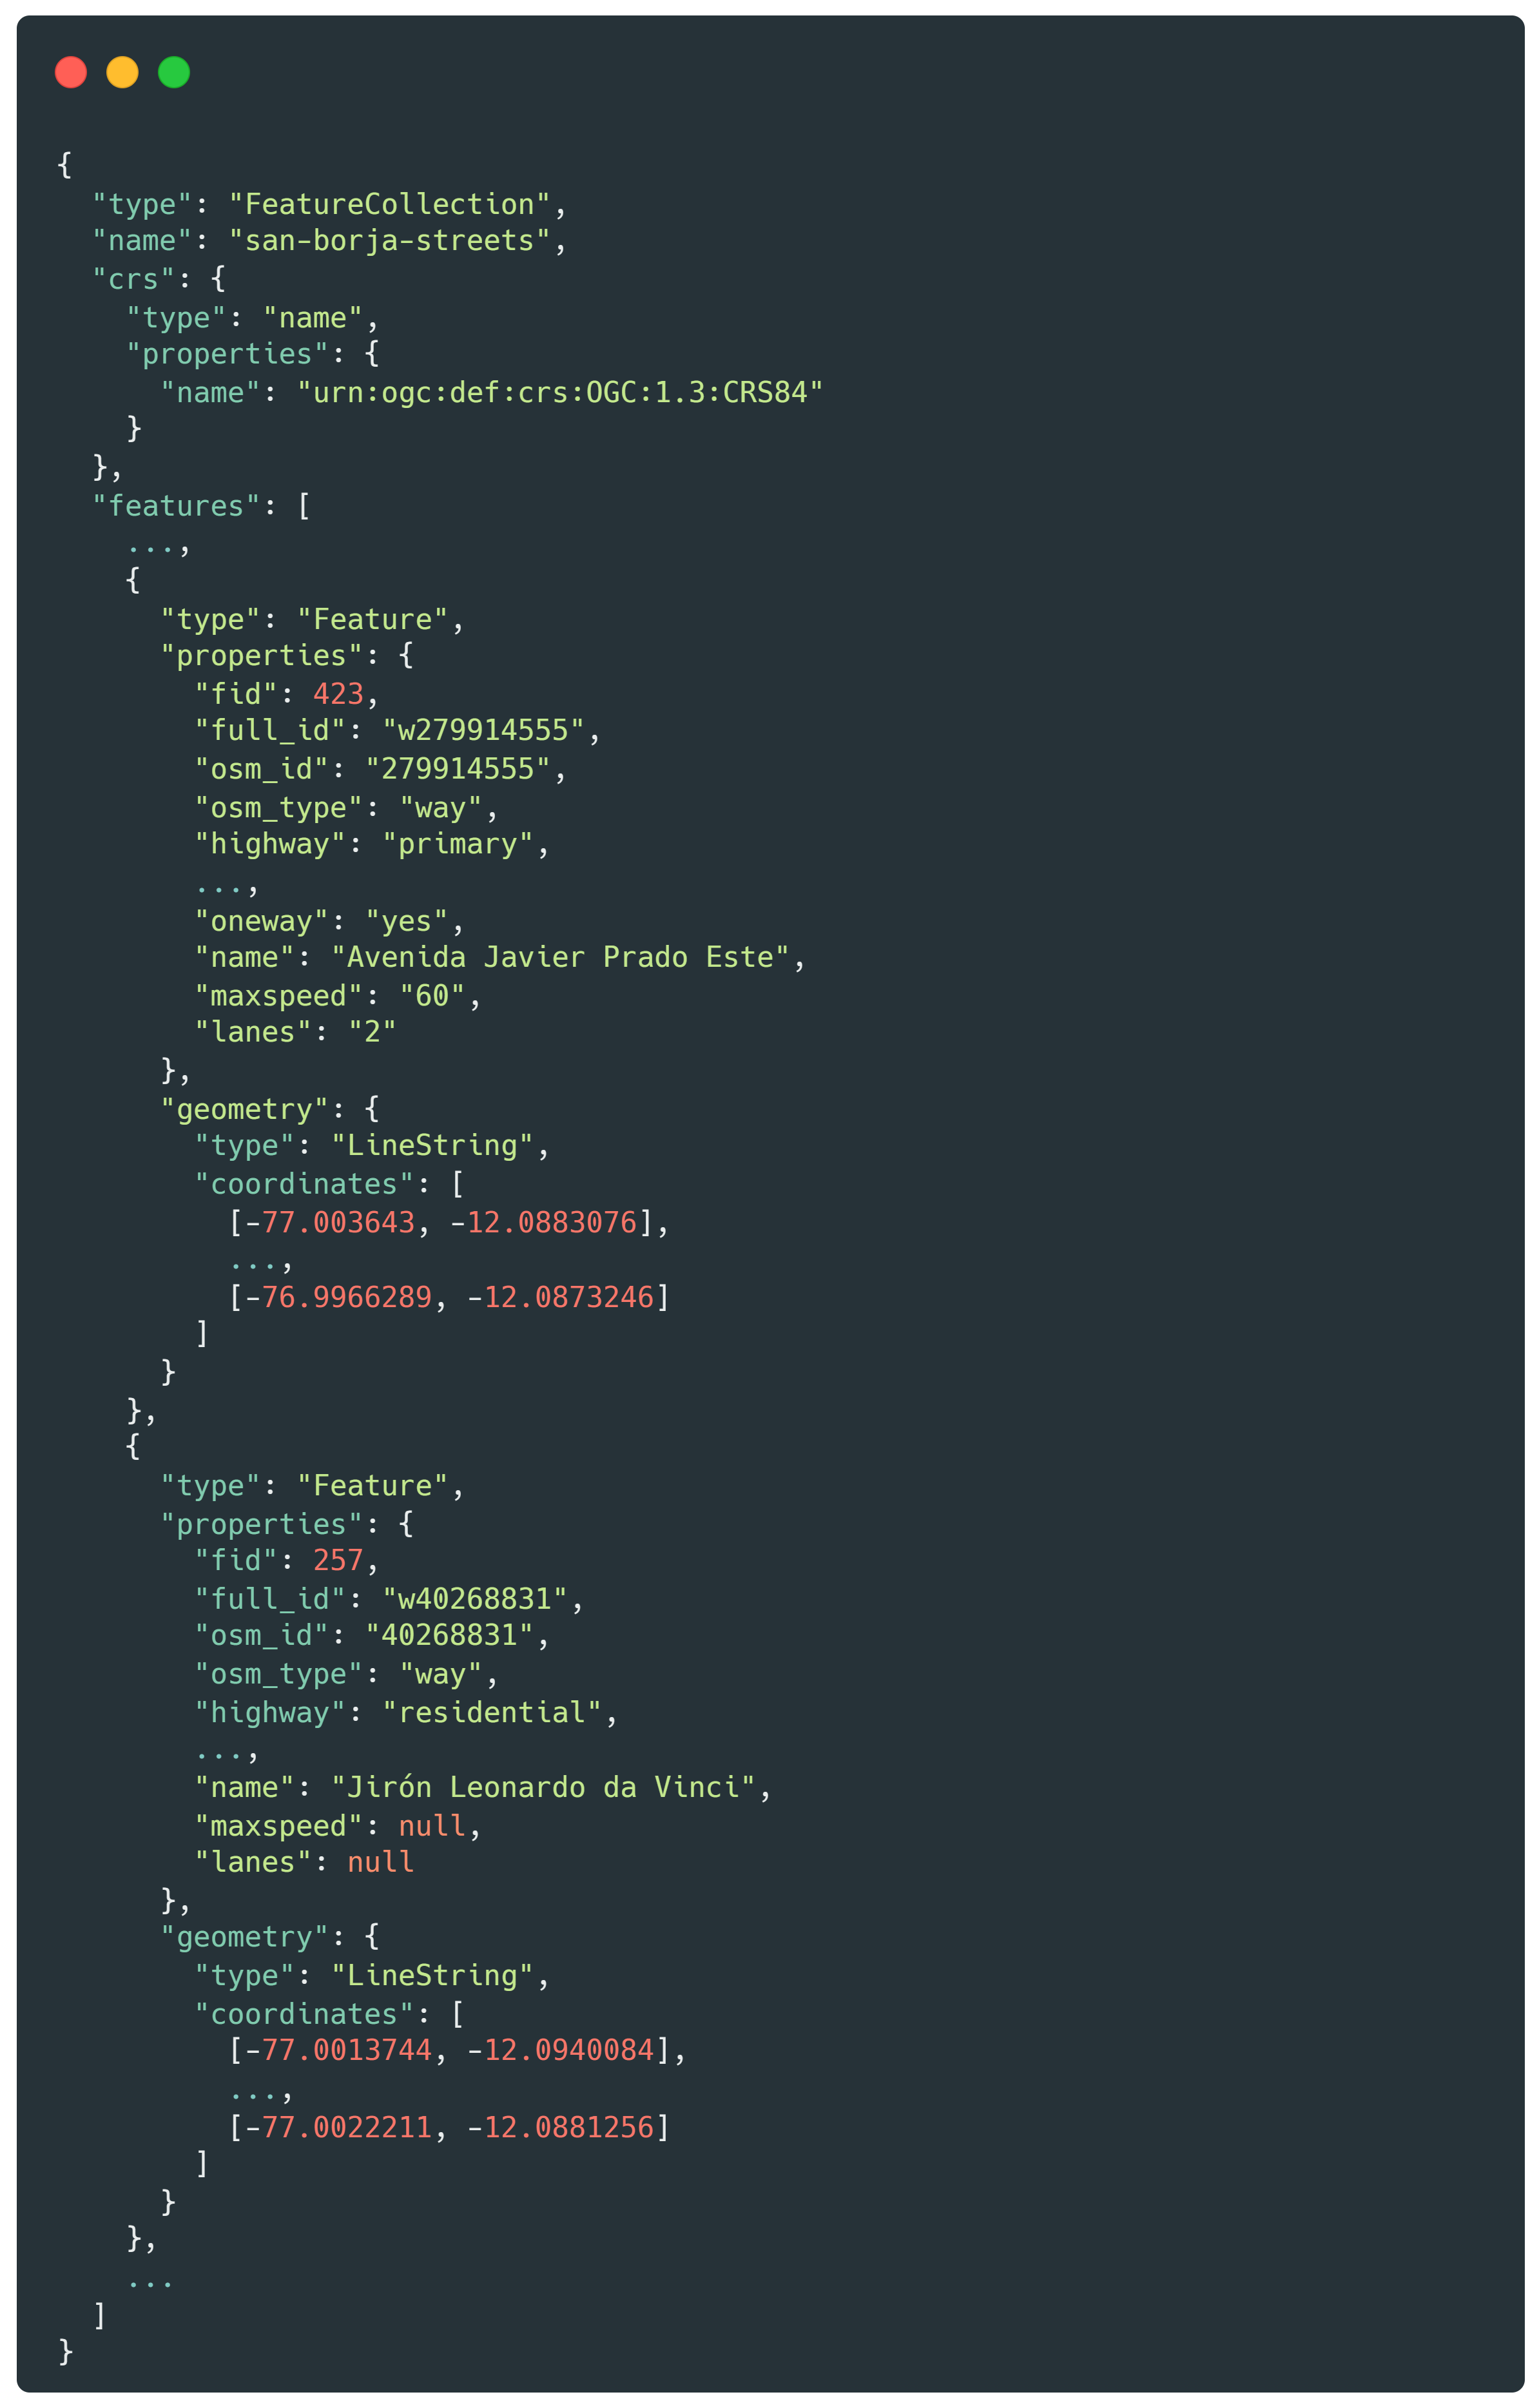 {
  "type": "FeatureCollection",
  "name": "san-borja-streets",
  "crs": {
    "type": "name",
    "properties": {
      "name": "urn:ogc:def:crs:OGC:1.3:CRS84"
    }
  },
  "features": [
    ...,
    {
      "type": "Feature",
      "properties": {
        "fid": 423,
        "full_id": "w279914555",
        "osm_id": "279914555",
        "osm_type": "way",
        "highway": "primary",
        ...,
        "oneway": "yes",
        "name": "Avenida Javier Prado Este",
        "maxspeed": "60",
        "lanes": "2"
      },
      "geometry": {
        "type": "LineString",
        "coordinates": [
          [-77.003643, -12.0883076],
          ...,
          [-76.9966289, -12.0873246]
        ]
      }
    },
    {
      "type": "Feature",
      "properties": {
        "fid": 257,
        "full_id": "w40268831",
        "osm_id": "40268831",
        "osm_type": "way",
        "highway": "residential",
        ...,
        "name": "Jirón Leonardo da Vinci",
        "maxspeed": null,
        "lanes": null
      },
      "geometry": {
        "type": "LineString",
        "coordinates": [
          [-77.0013744, -12.0940084],
          ...,
          [-77.0022211, -12.0881256]
        ]
      }
    },
    ...
  ]
}